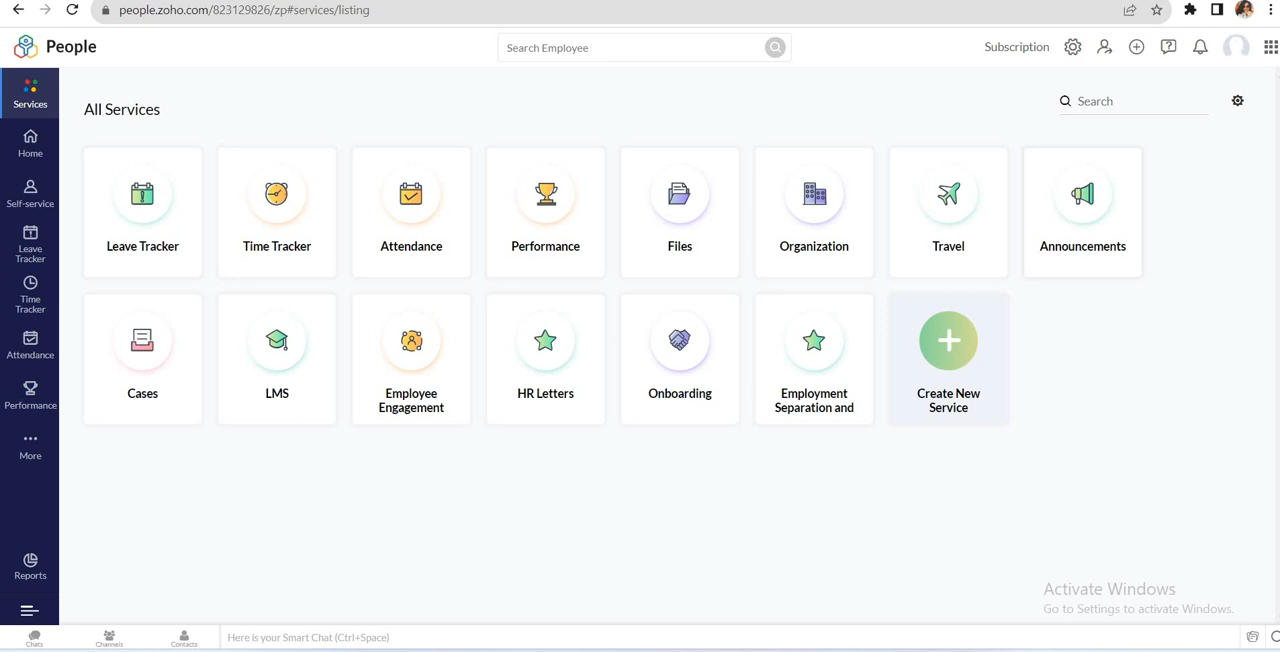 people.zoho.com/823129826/zp#services/listing
People
Search Employee
Subscription
Services
Home
Self-service
Leave
Tracker
Time
Tracker
Attendance
Performance
More
Reports
All Services
Search
Leave Tracker
Time Tracker
Attendance
Performance
Files
Organization
Travel
Announcements
Cases
LMS
Employee
Engagement
HR Letters
Onboarding
Employment
Separation and
Create New
Service
Activate Windows
Go to Settings to activate Windows.
Chats
Channels
Contacts
Here is your Smart Chat (Ctrl+Space)